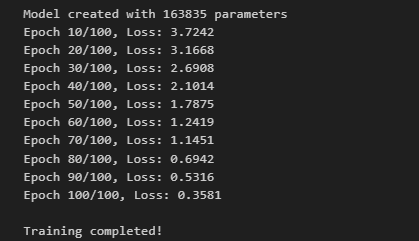 Model created with 163835 parameters
Epoch 10/100, Loss: 3.7242
Epoch 20/100, Loss: 3.1668
Epoch 30/100, Loss: 2.6908
Epoch 40/100, Loss: 2.1014
Epoch 50/100, Loss: 1.7875
Epoch 60/100, Loss: 1.2419
Epoch 70/100, Loss: 1.1451
Epoch 80/100, Loss: 0.6942
Epoch 90/100, Loss: 0.5316
Epoch 100/100, Loss: 0.3581
Training completed!